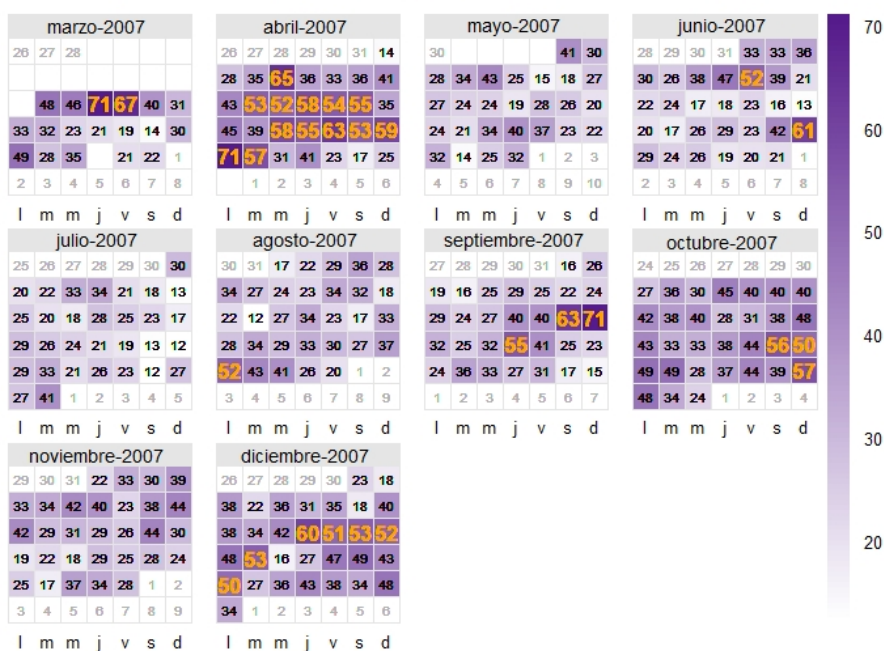 marzo-2007
26 27 28
48 46 71 67 40 31
33 32 23 21 19 14 30
49 28 35 21 22 1
2 3 4 5 6 7 8
l m m j v s d
abril-2007
26 27 28 29 30 31 14
28 35 65 36 33 36 41
43 53 52 58 54 55 35
45 39 58 55 63 53 59
71 57 31 41 23 17 25
1 2 3 4 5 6
l m m j v s d
mayo-2007
30 41 30
28 34 43 25 15 18 27
27 24 24 19 28 26 20
24 21 34 40 37 23 22
32 14 25 32 1 2 3
4 5 6 7 8 9 10
l m m j v s d
junio-2007
28 29 30 31 33 33 36
30 26 38 47 52 39 21
22 24 17 18 23 16 13
20 17 26 29 23 42 61
29 24 26 19 20 21 1
2 3 4 5 6 7 8
l m m j v s d
70
60
50
40
30
20
julio-2007
25 26 27 28 29 30 30
20 22 33 34 21 18 13
25 20 18 28 25 23 17
29 26 24 21 19 13 12
29 33 21 26 23 12 27
27 41 1 2 3 4 5
l m m j v s d
agosto-2007
30 31 17 22 29 36 28
34 27 24 23 34 32 18
22 12 27 34 23 17 33
28 34 29 33 30 27 37
52 43 41 26 20 1 2
3 4 5 6 7 8 9
l m m j v s d
septiembre-2007
27 28 29 30 31 16 26
19 16 25 29 25 22 24
29 24 27 40 40 63 71
32 25 32 55 41 25 23
24 36 33 27 31 17 15
1 2 3 4 5 6 7
l m m j v s d
octubre-2007
24 25 26 27 28 29 30
27 36 30 45 40 40 40
42 38 40 28 31 38 48
43 33 33 38 44 56 50
49 49 28 37 44 39 57
48 34 24 1 2 3 4
l m m j v s d
noviembre-2007
29 30 31 22 33 30 39
33 34 42 40 23 38 44
42 29 31 29 26 44 30
19 22 18 29 25 28 24
25 17 37 34 28 1 2
3 4 5 6 7 8 9
l m m j v s d
diciembre-2007
26 27 28 29 30 23 18
38 22 36 31 35 18 40
38 34 42 60 51 53 52
48 53 16 27 47 49 43
50 27 36 43 38 34 48
34 1 2 3 4 5 6
l m m j v s d